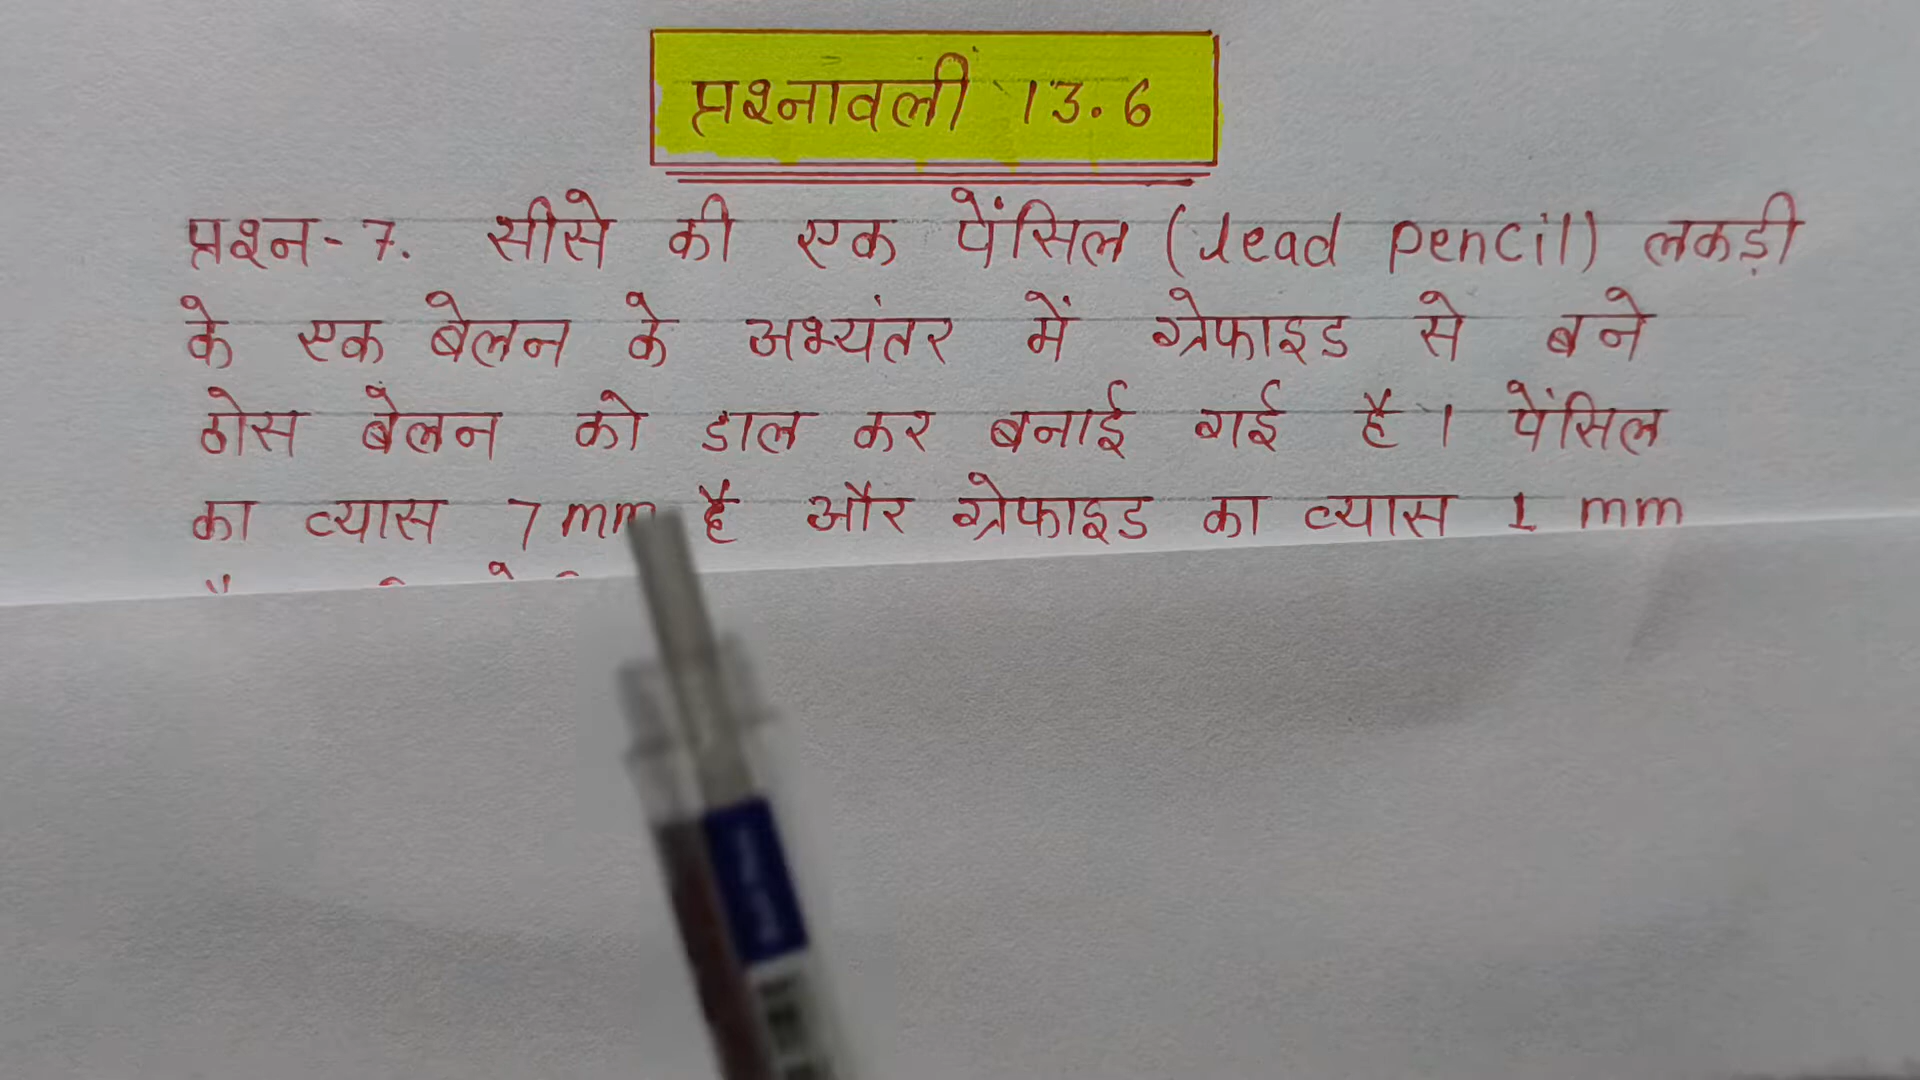 प्रश्नावली 13.6
प्रश्न-7. सीसे की एक पेंसिल (lead pencil) लकड़ी
के एक बेलन के अभ्यंतर में ग्रेफाइड से बने
ठोस बेलन को डाल कर बनाई गई है। पेंसिल
का व्यास 7 mm है और ग्रेफाइड का व्यास 1 mm